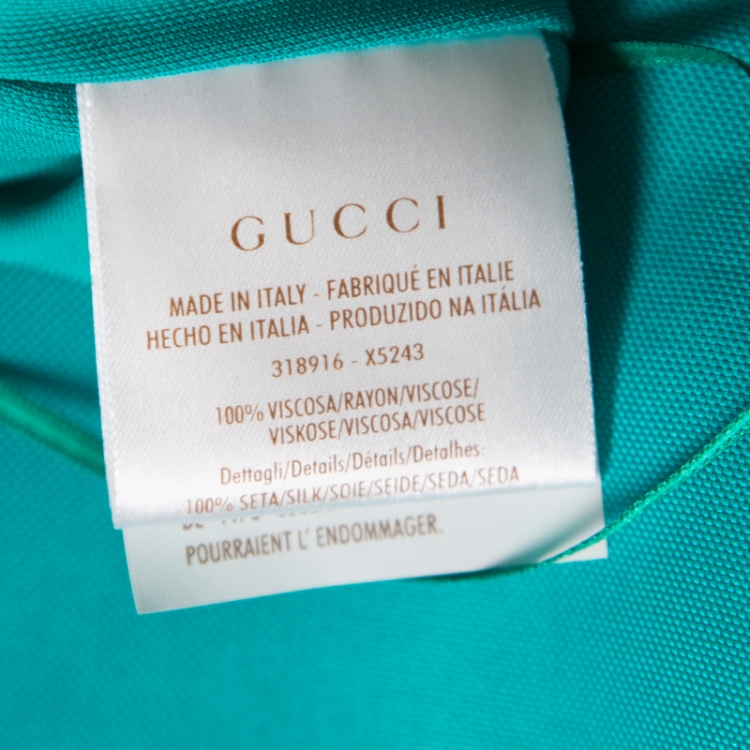 GUCCI
MADE IN ITALY - FABRIQUÉ EN ITALIE
HECHO EN ITALIA - PRODUZIDO NA ITÁLIA
318916 - X5243
100% VISCOSA/RAYON/VISCOSE/
VISKOSE/VISCOSA/VISCOSE
Dettagli/Details/Détails/Detalhes:
100% SETA/SILK/SOIE/SEIDE/SEDA/SEDA
POURRAIENT L' ENDOMMAGER.